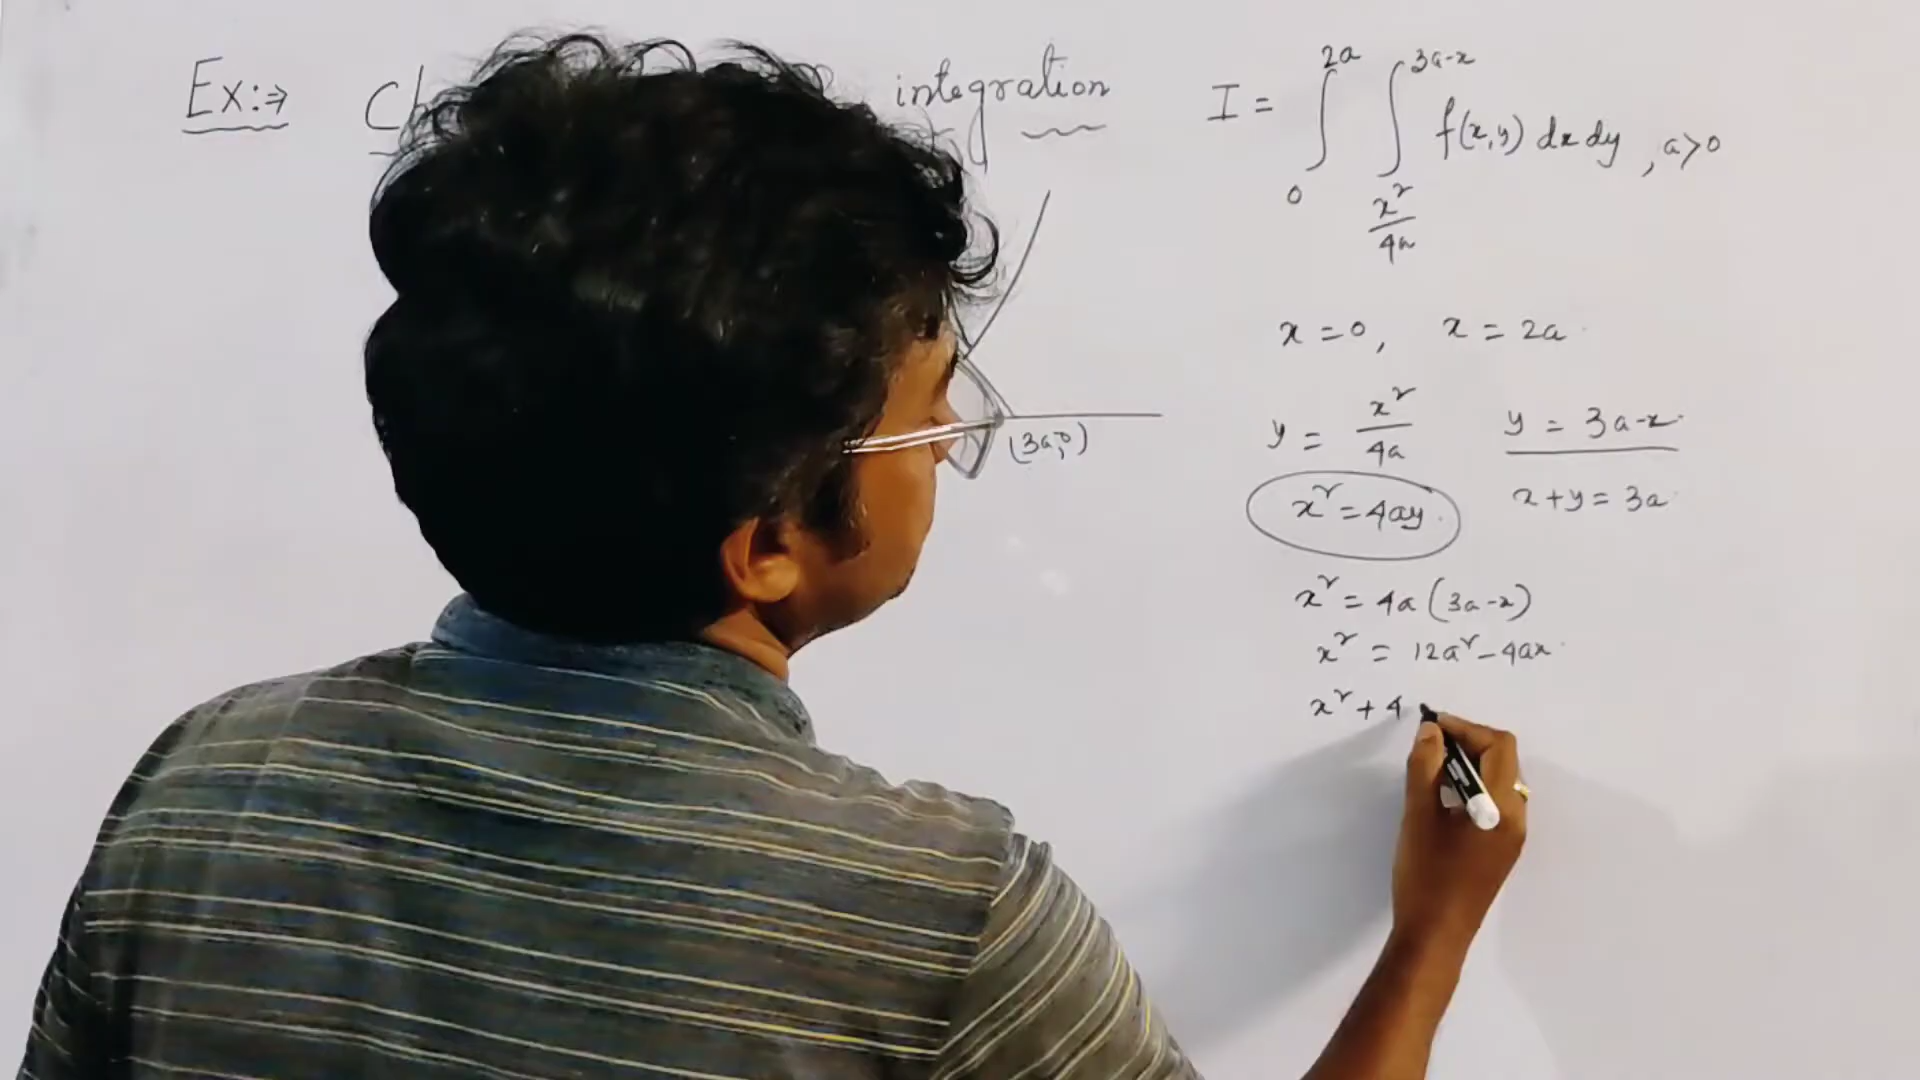 Ex:⇒ Ch integration
I = ∫₀^{2a} ∫_{x²/4a}^{3a-x} f(x,y) dx dy , a>0
(3a,0)
x = 0, x = 2a
y = x²/4a y = 3a-x
x² = 4ay x+y = 3a
x² = 4a(3a-x)
x² = 12a² - 4ax
x² + 4